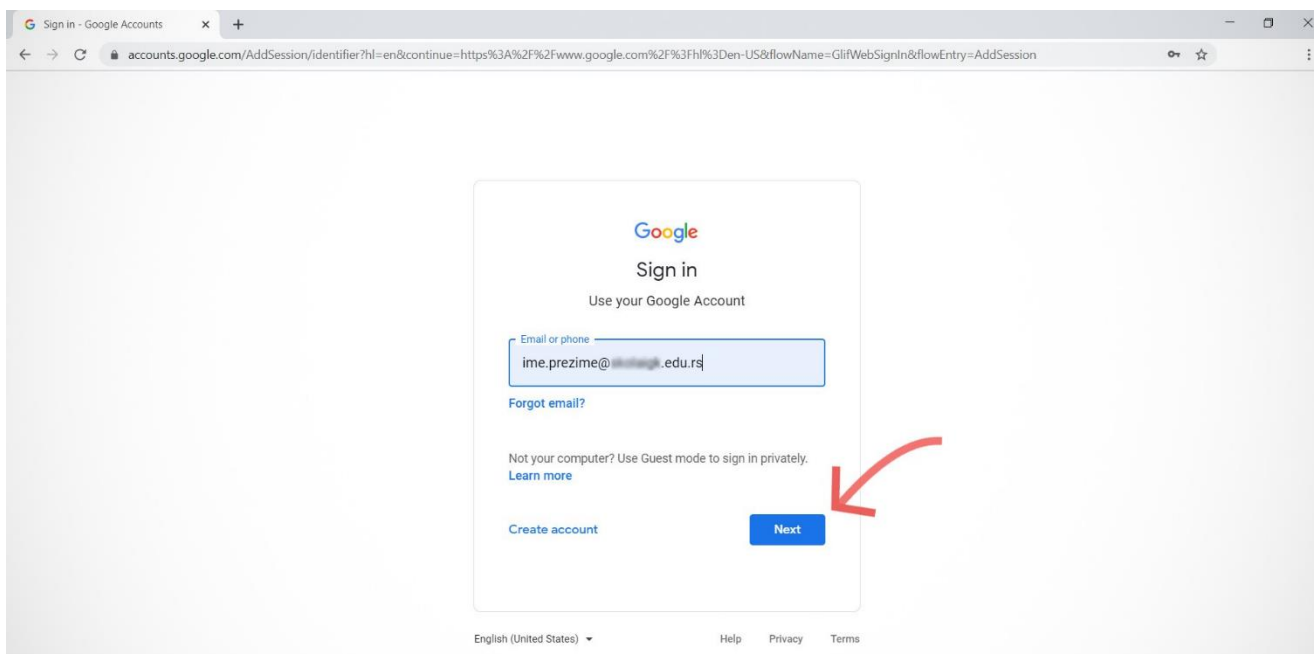 Sign in - Google Accounts
accounts.google.com/AddSession/identifier?hl=en&continue=https%3A%2F%2Fwww.google.com%2F%3Fhl%3Den-US&flowName=GlifWebSignIn&flowEntry=AddSession
Google
Sign in
Use your Google Account
Email or phone
ime.prezime@ .edu.rs
Forgot email?
Not your computer? Use Guest mode to sign in privately.
Learn more
Create account Next
English (United States) Help Privacy Terms